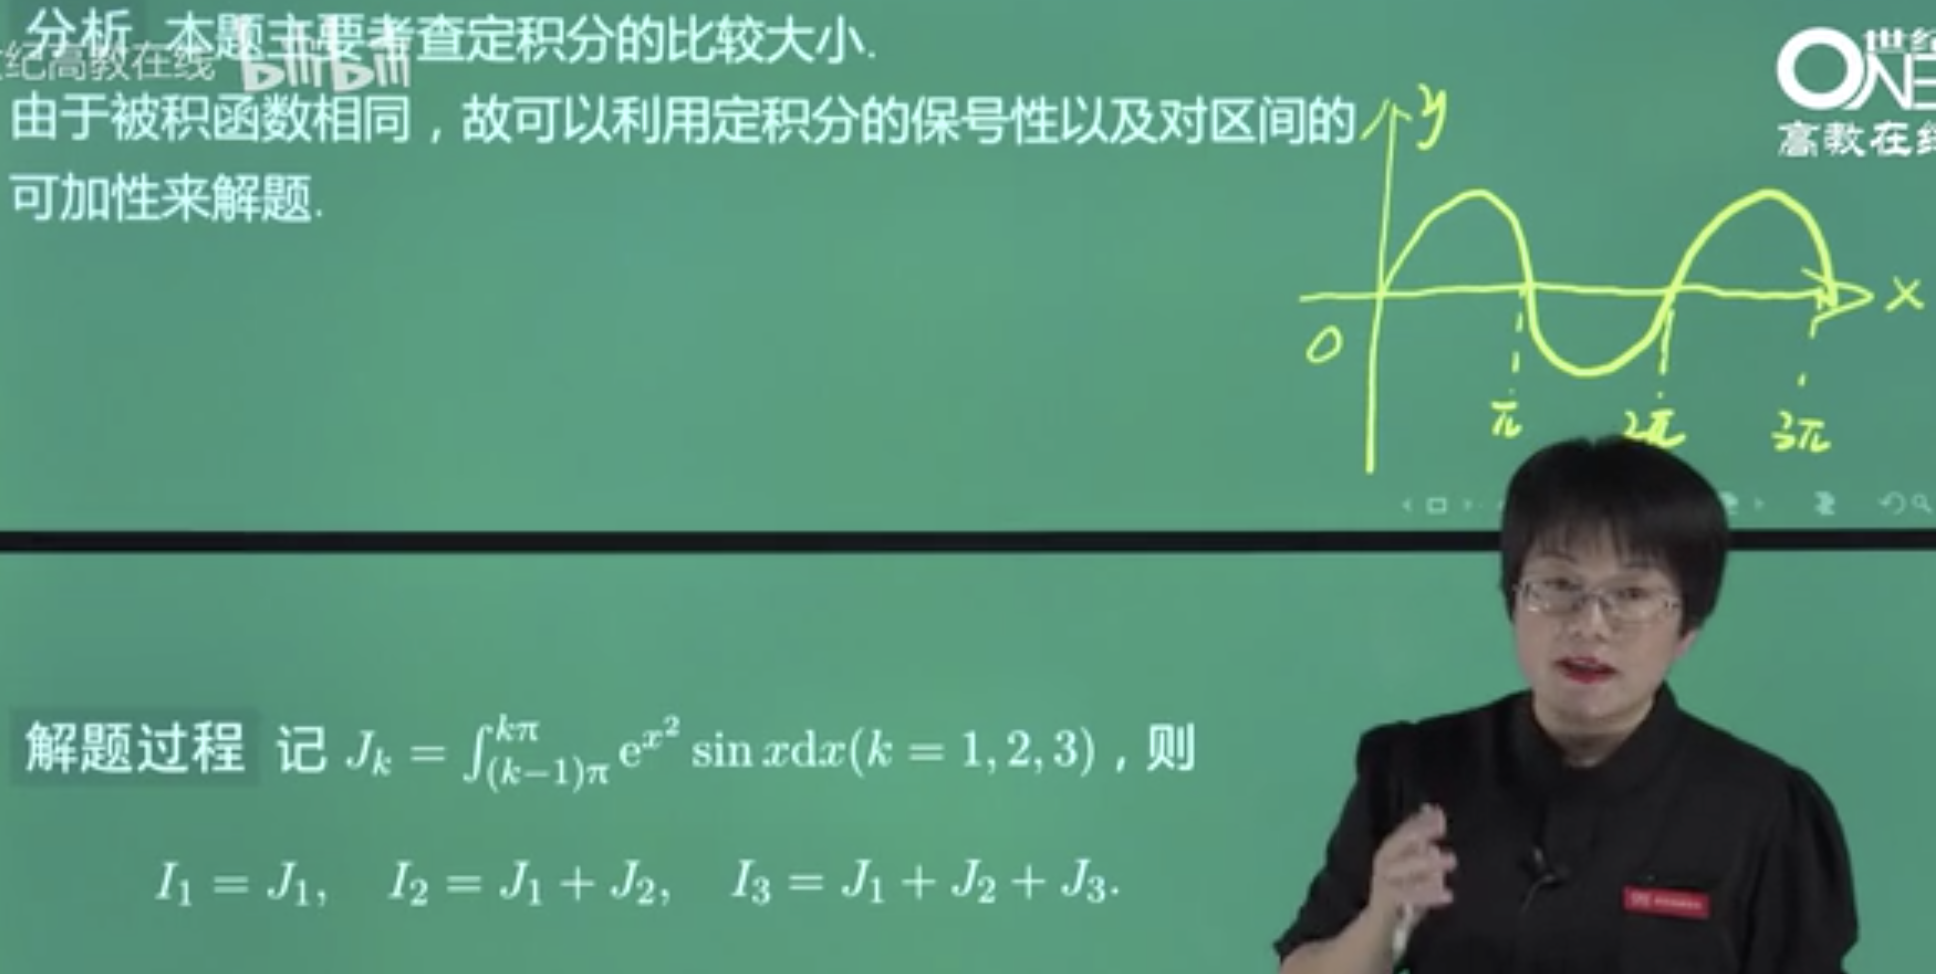 分析 本题主要考查定积分的比较大小.
纪高教在线 bilibili
由于被积函数相同，故可以利用定积分的保号性以及对区间的
可加性来解题.
世纪
ONE
高教在线
y
x
0
π 2π 3π
解题过程 记 $J_k = \int_{(k-1)\pi}^{k\pi} \mathrm{e}^{x^2} \sin x \mathrm{d}x (k = 1, 2, 3)$，则
$I_1 = J_1, \quad I_2 = J_1 + J_2, \quad I_3 = J_1 + J_2 + J_3.$